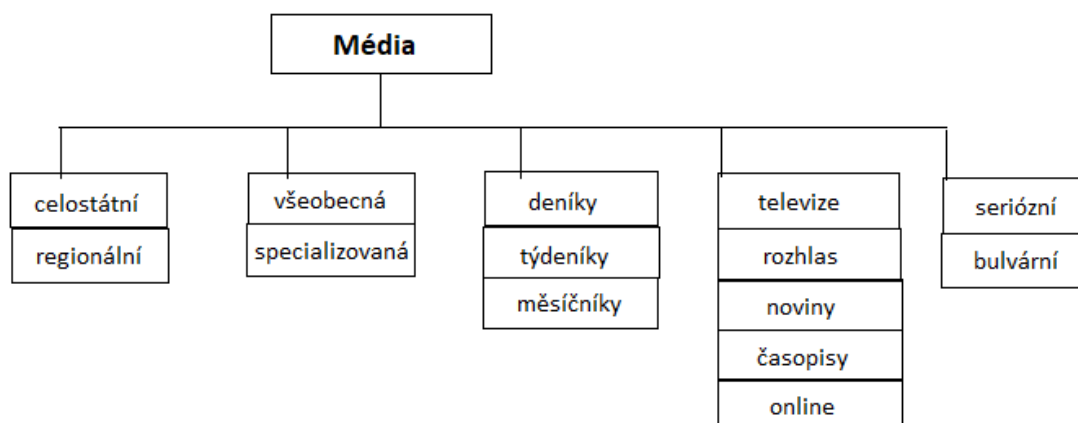 Média
celostátní
regionální
všeobecná
specializovaná
deníky
týdeníky
měsíčníky
televize
rozhlas
noviny
časopisy
online
seriózní
bulvární